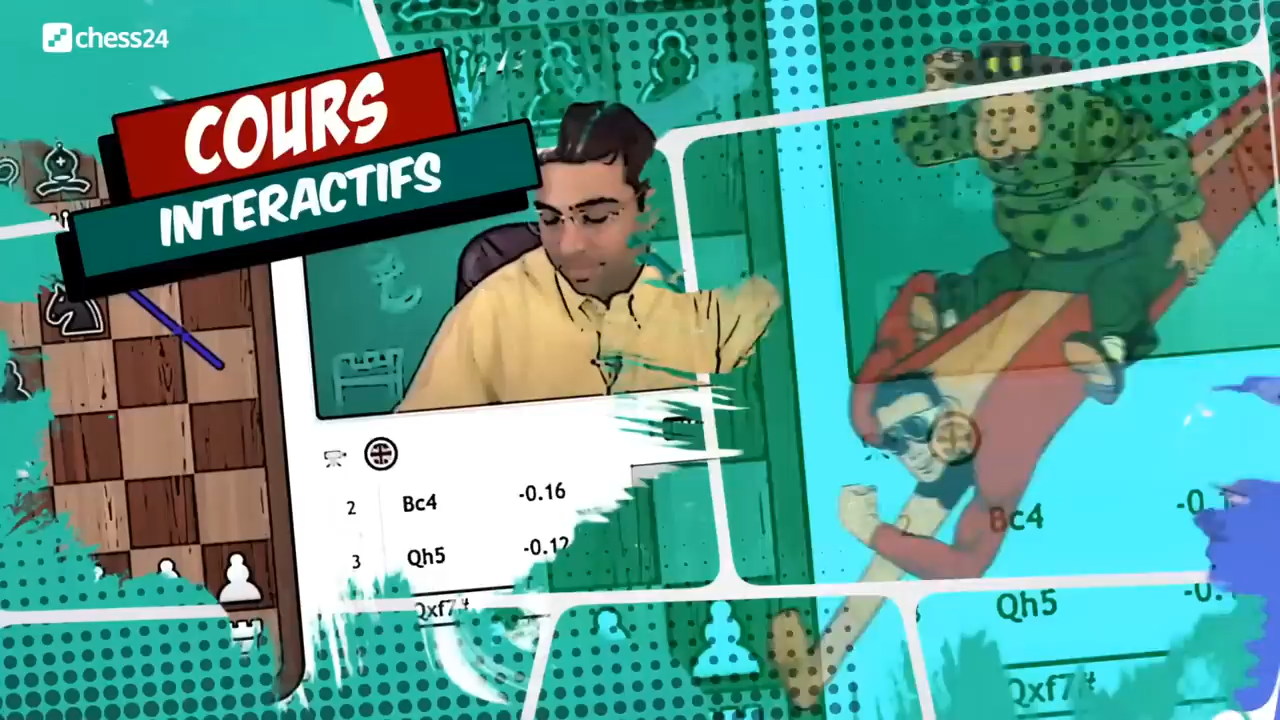 chess24
COURS
INTERACTIFS
2 Bc4 -0.16
3 Qh5 -0.12
Qxf7#
Bc4
Qh5
Qxf7#